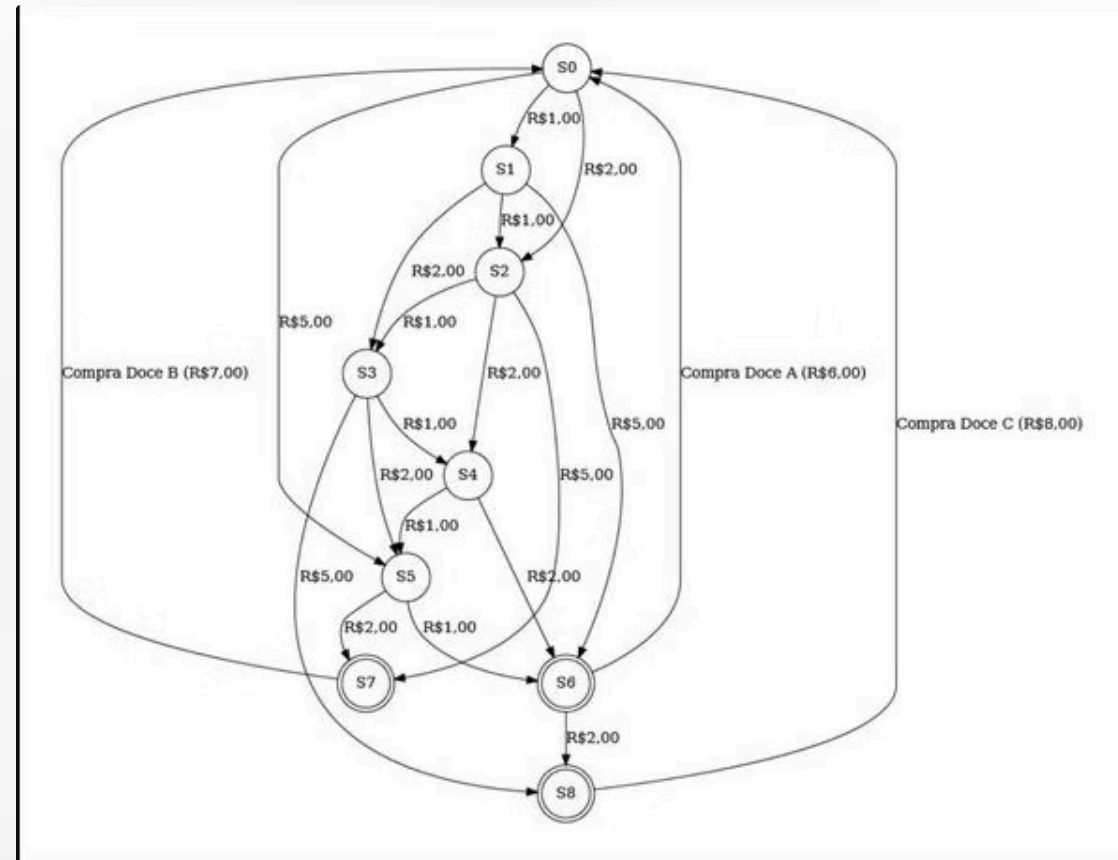 S0
R$1,00
S1
R$2,00
R$1,00
R$2,00
S2
R$5,00
R$1,00
Compra Doce B (R$7,00)
S3
R$2,00
Compra Doce A (R$6,00)
R$1,00
R$5,00
Compra Doce C (R$8,00)
R$2,00
S4
R$5,00
R$1,00
R$5,00
S5
R$2,00
R$2,00
R$1,00
S7
S6
R$2,00
S8